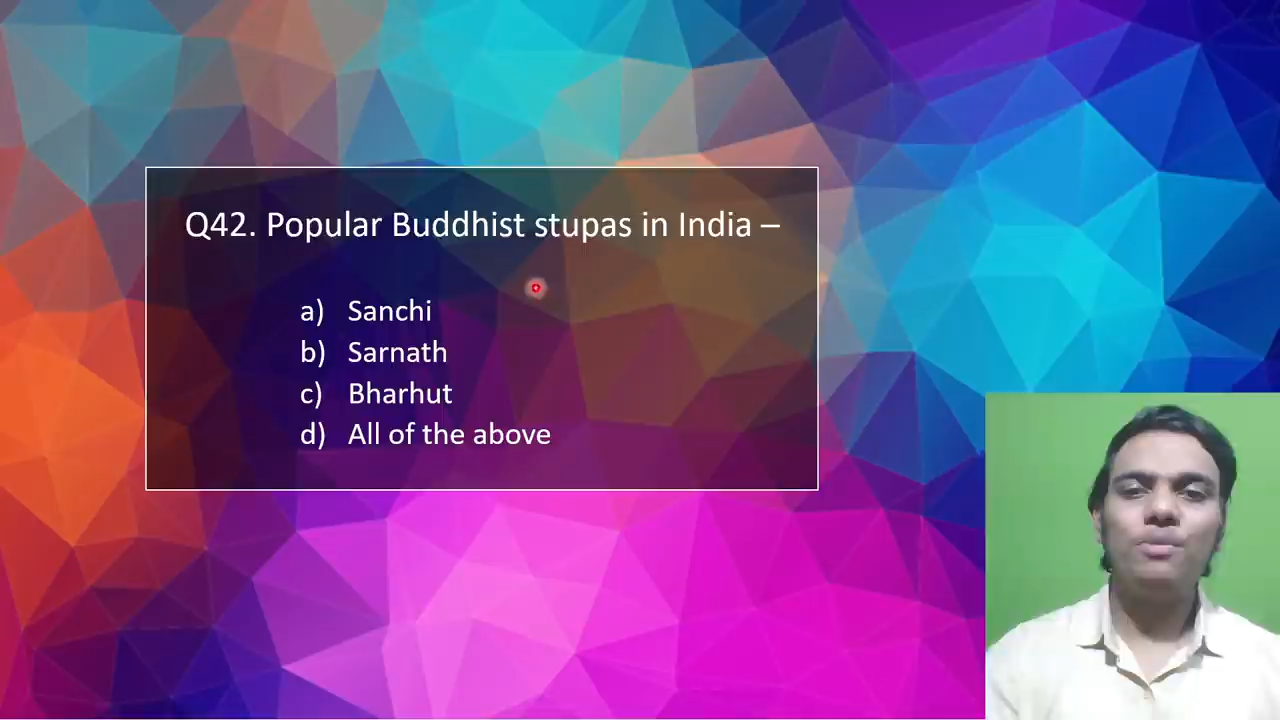 Q42. Popular Buddhist stupas in India –
a) Sanchi
b) Sarnath
c) Bharhut
d) All of the above